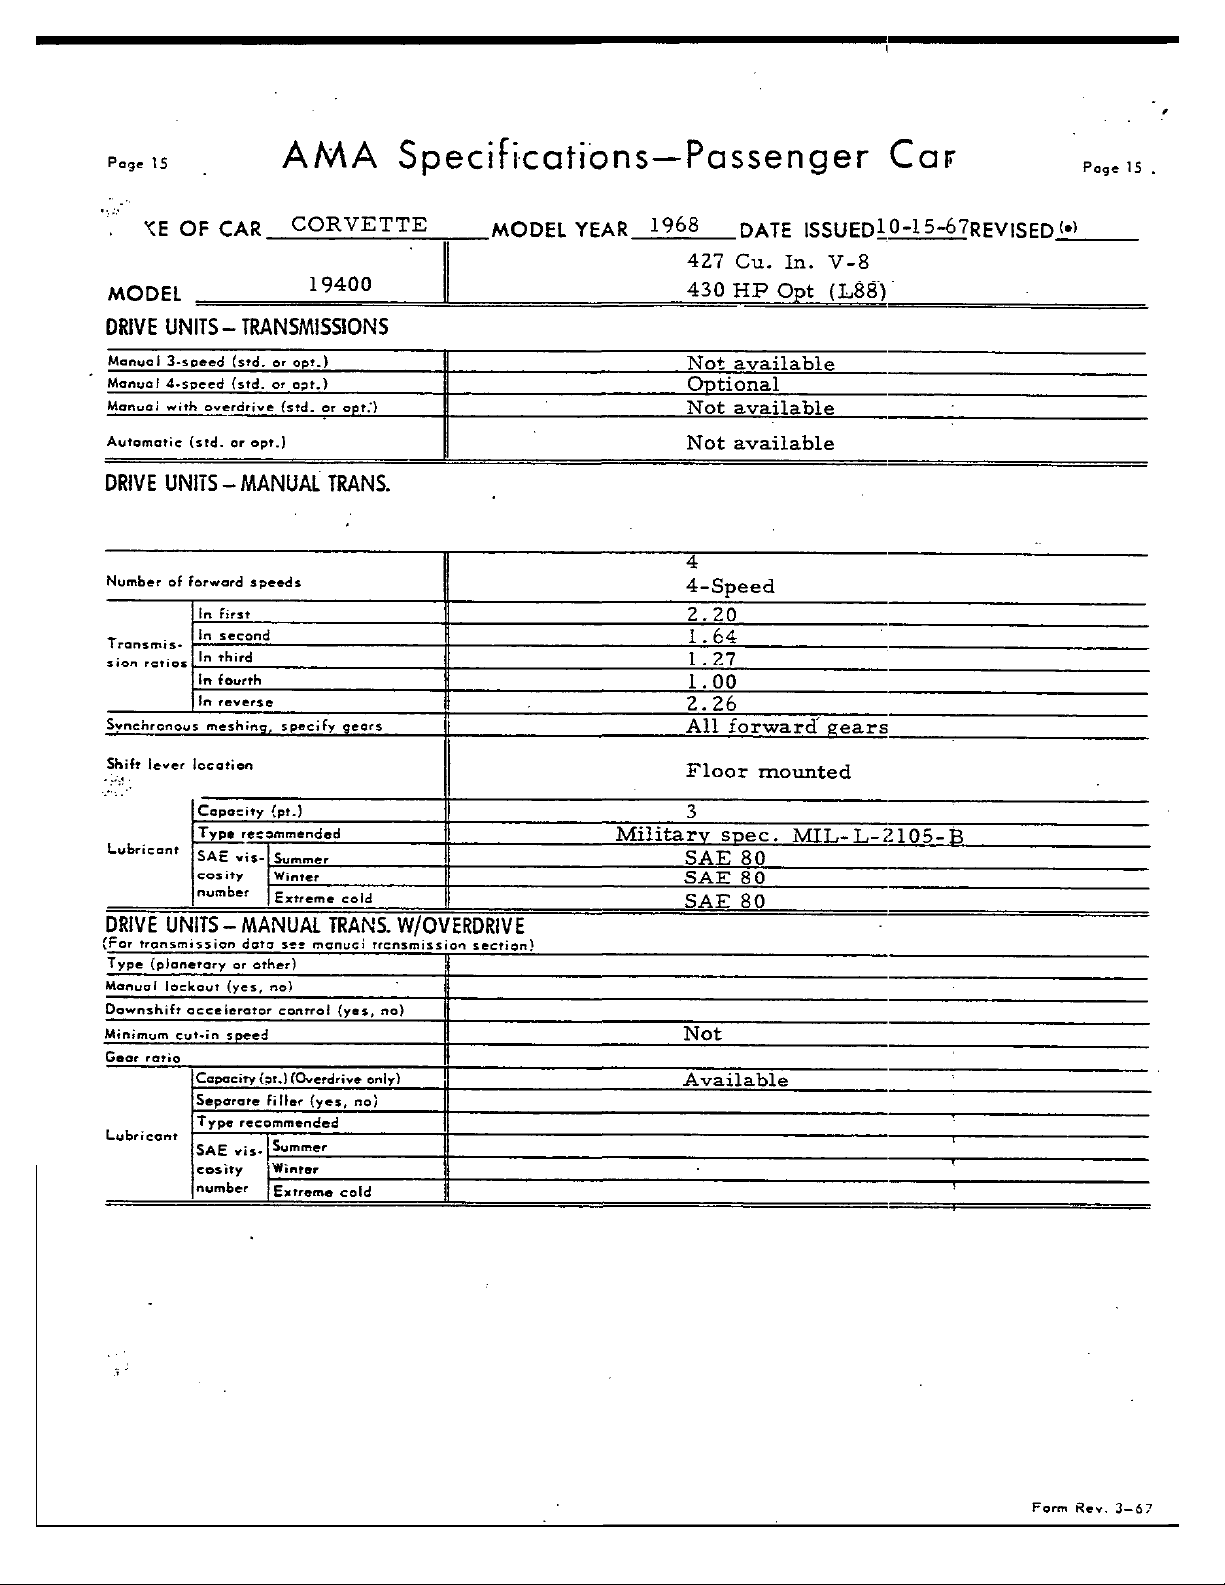 Page 15 AMA Specifications—Passenger Car Page 15
KE OF CAR CORVETTE MODEL YEAR 1968 DATE ISSUED 10-15-67 REVISED (•)
427 Cu. In. V-8
MODEL 19400 430 HP Opt (L88)
DRIVE UNITS – TRANSMISSIONS
Manual 3-speed (std. or opt.) Not available
Manual 4-speed (std. or opt.) Optional
Manual with overdrive (std. or opt.) Not available
Automatic (std. or opt.) Not available
DRIVE UNITS – MANUAL TRANS.
4
Number of forward speeds 4-Speed
In first 2.20
Transmis- In second 1.64
sion ratios In third 1.27
In fourth 1.00
In reverse 2.26
Synchronous meshing, specify gears All forward gears
Shift lever location Floor mounted
Capacity (pt.) 3
Type recommended Military spec. MIL-L-2105-B
Lubricant SAE vis- Summer SAE 80
cosity Winter SAE 80
number Extreme cold SAE 80
DRIVE UNITS – MANUAL TRANS. W/OVERDRIVE
(For transmission data see manual transmission section)
Type (planetary or other)
Manual lockout (yes, no)
Downshift accelerator control (yes, no)
Minimum cut-in speed Not
Gear ratio
Capacity (pt.) (Overdrive only) Available
Separate filler (yes, no)
Type recommended
Lubricant SAE vis- Summer
cosity Winter
number Extreme cold
Form Rev. 3–67